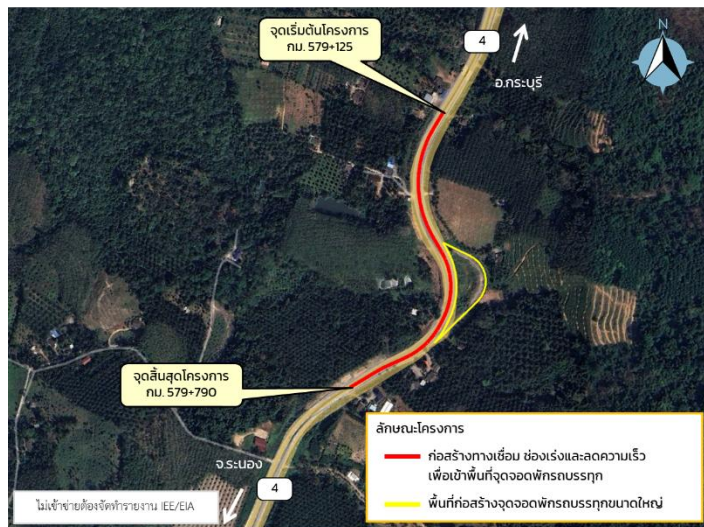 จุดเริ่มต้นโครงการ
กม. 579+125
4
N
อ.กระบุรี
จุดสิ้นสุดโครงการ
กม. 579+790
จ.ระนอง
4
ไม่เข้าข่ายต้องจัดทำรายงาน IEE/EIA
ลักษณะโครงการ
ก่อสร้างทางเชื่อม ช่องเร่งและลดความเร็ว
เพื่อเข้าพื้นที่จุดจอดพักรถบรรทุก
พื้นที่ก่อสร้างจุดจอดพักรถบรรทุกขนาดใหญ่